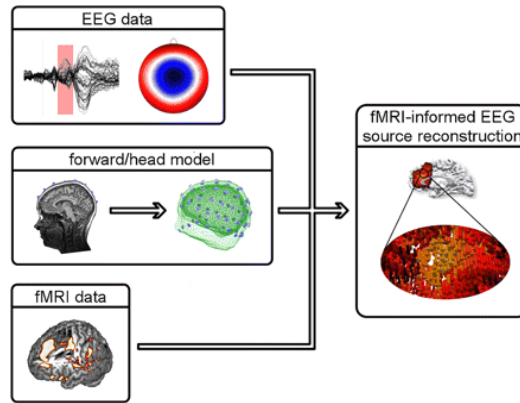 EEG data
forward/head model
fMRI data
fMRI-informed EEG
source reconstruction